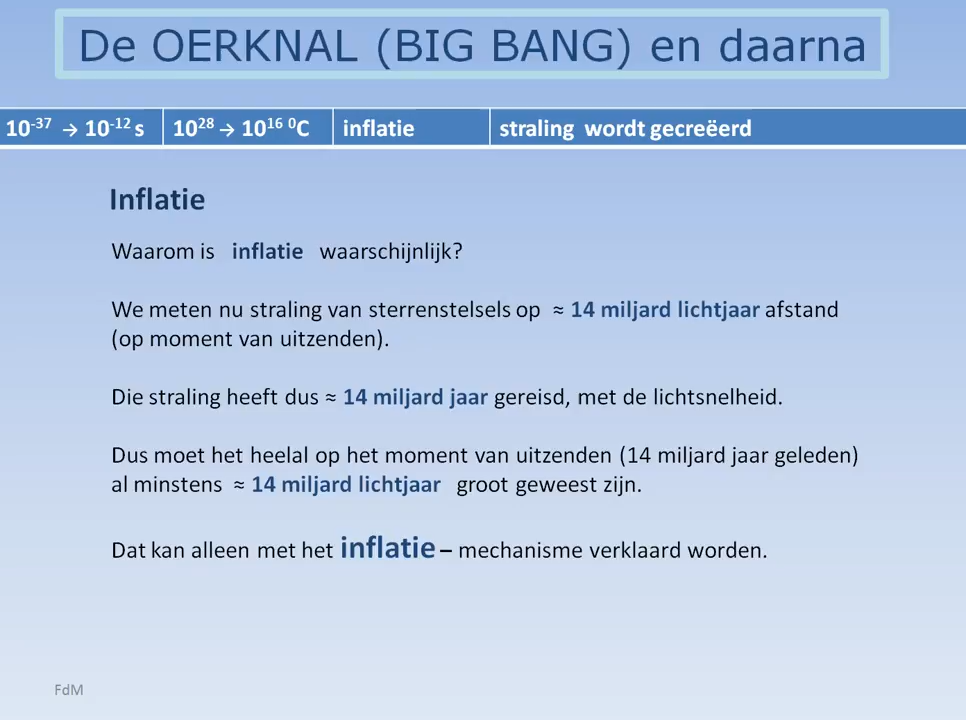 De OERKNAL (BIG BANG) en daarna
10⁻³⁷ → 10⁻¹² s 10²⁸ → 10¹⁶ ⁰C inflatie straling wordt gecreëerd
Inflatie
Waarom is inflatie waarschijnlijk?
We meten nu straling van sterrenstelsels op ≈ 14 miljard lichtjaar afstand
(op moment van uitzenden).
Die straling heeft dus ≈ 14 miljard jaar gereisd, met de lichtsnelheid.
Dus moet het heelal op het moment van uitzenden (14 miljard jaar geleden)
al minstens ≈ 14 miljard lichtjaar groot geweest zijn.
Dat kan alleen met het inflatie – mechanisme verklaard worden.
FdM